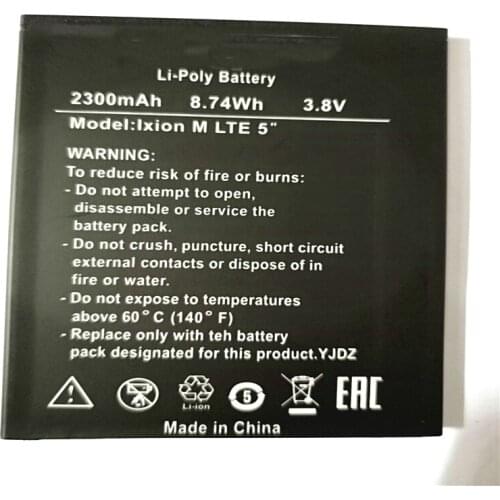 Li-Poly Battery
2300mAh 8.74Wh 3.8V
Model:Ixion M LTE 5"
WARNING:
To reduce risk of fire or burns:
- Do not attempt to open,
disassemble or service the
battery pack.
- Do not crush, puncture, short circuit
external contacts or dispose of in
fire or water.
- Do not expose to temperatures
above 60°C (140°F)
- Replace only with teh battery
pack designated for this product.YJDZ
Li-ion 5 EAC
Made in China